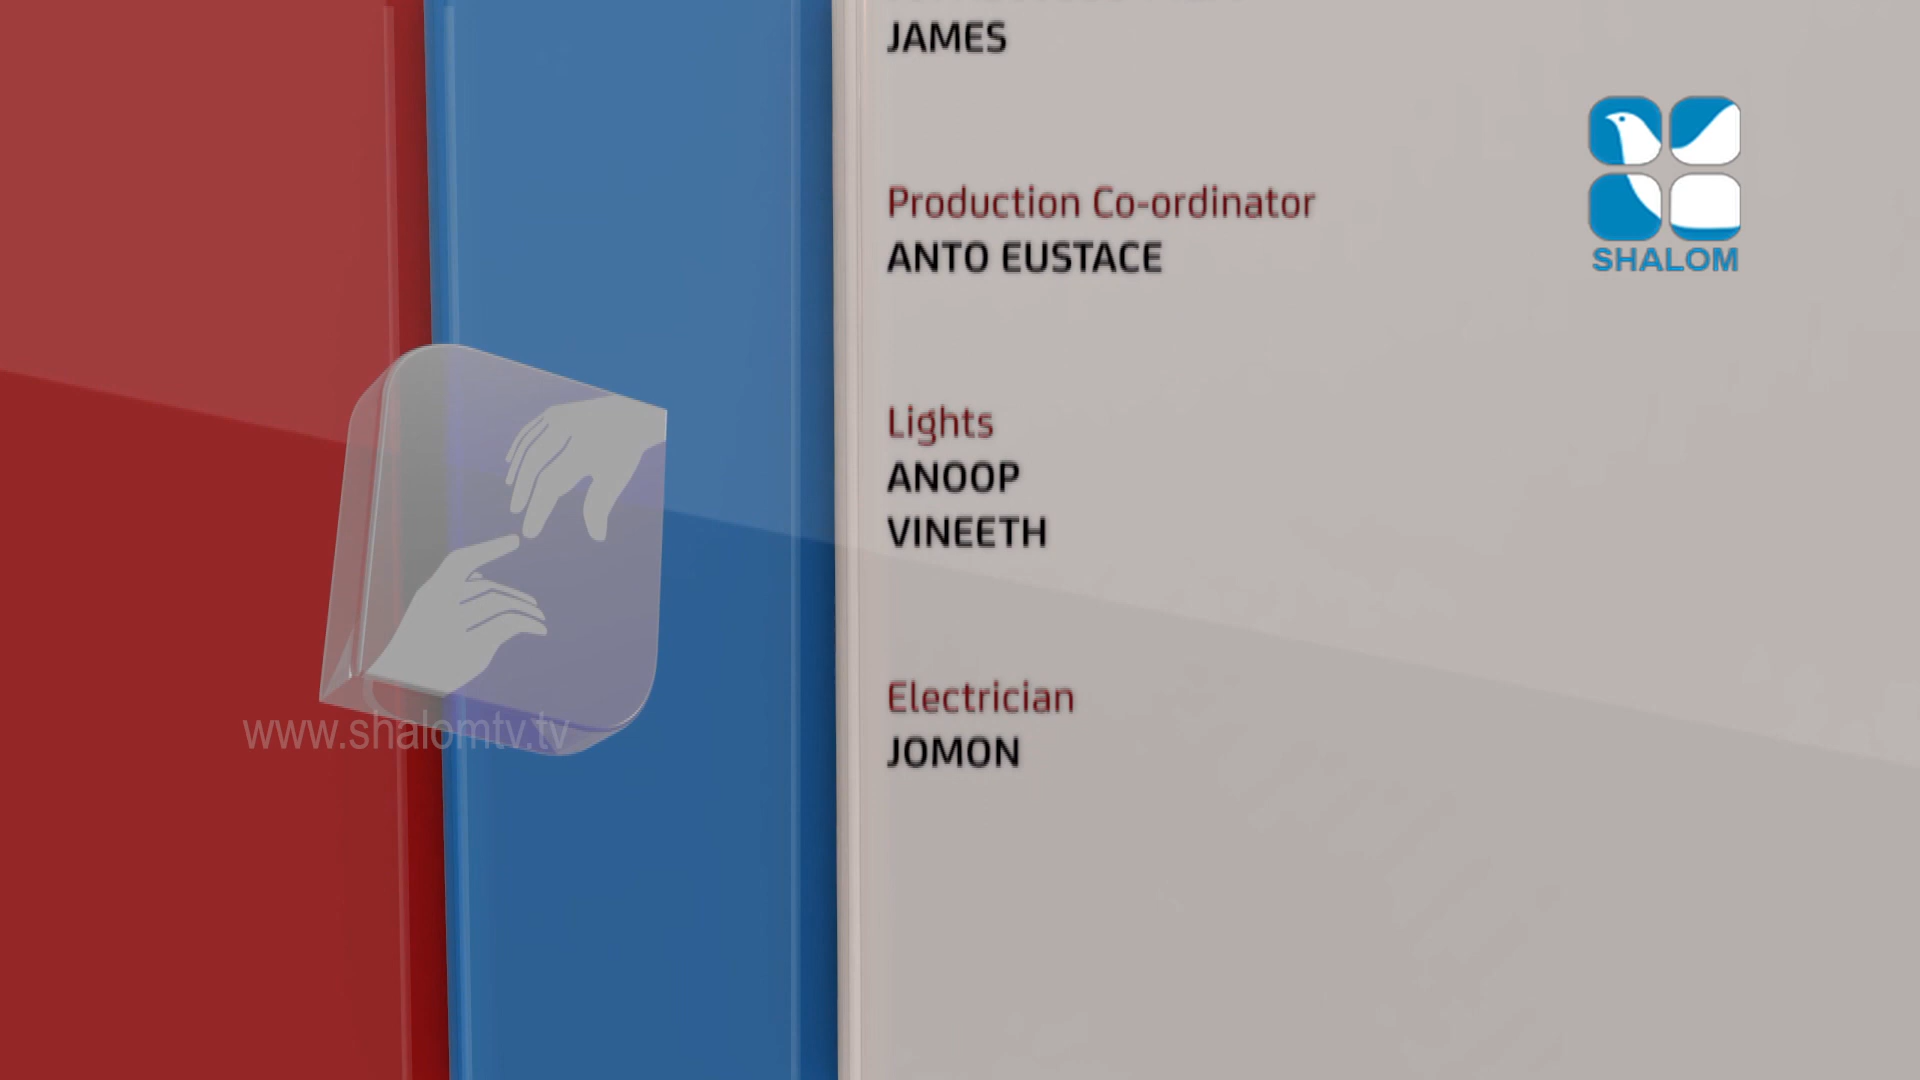 JAMES
Production Co-ordinator
ANTO EUSTACE
SHALOM
Lights
ANOOP
VINEETH
Electrician
JOMON
www.shalomtv.tv